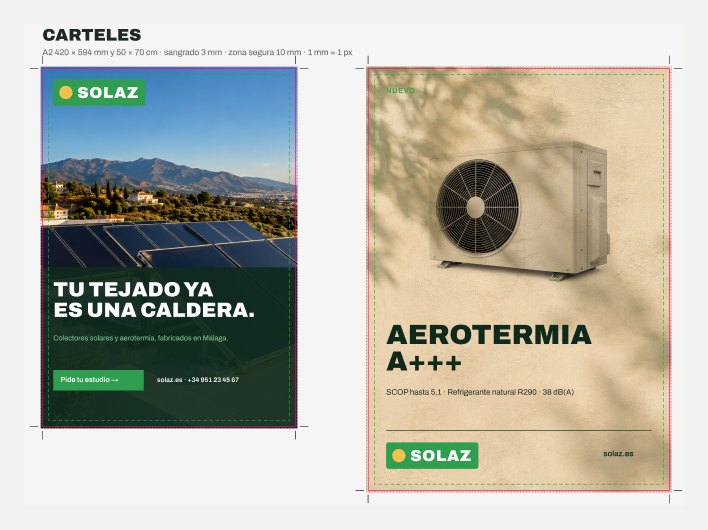 CARTELES
A2 420 × 594 mm y 50 × 70 cm · sangrado 3 mm · zona segura 10 mm · 1 mm = 1 px
SOLAZ
TU TEJADO YA
ES UNA CALDERA.
Colectores solares y aerotermia, fabricados en Málaga.
Pide tu estudio →
solaz.es · +34 951 23 45 67
NUEVO
AEROTERMIA
A+++
SCOP hasta 5,1 · Refrigerante natural R290 · 38 dB(A)
SOLAZ
solaz.es